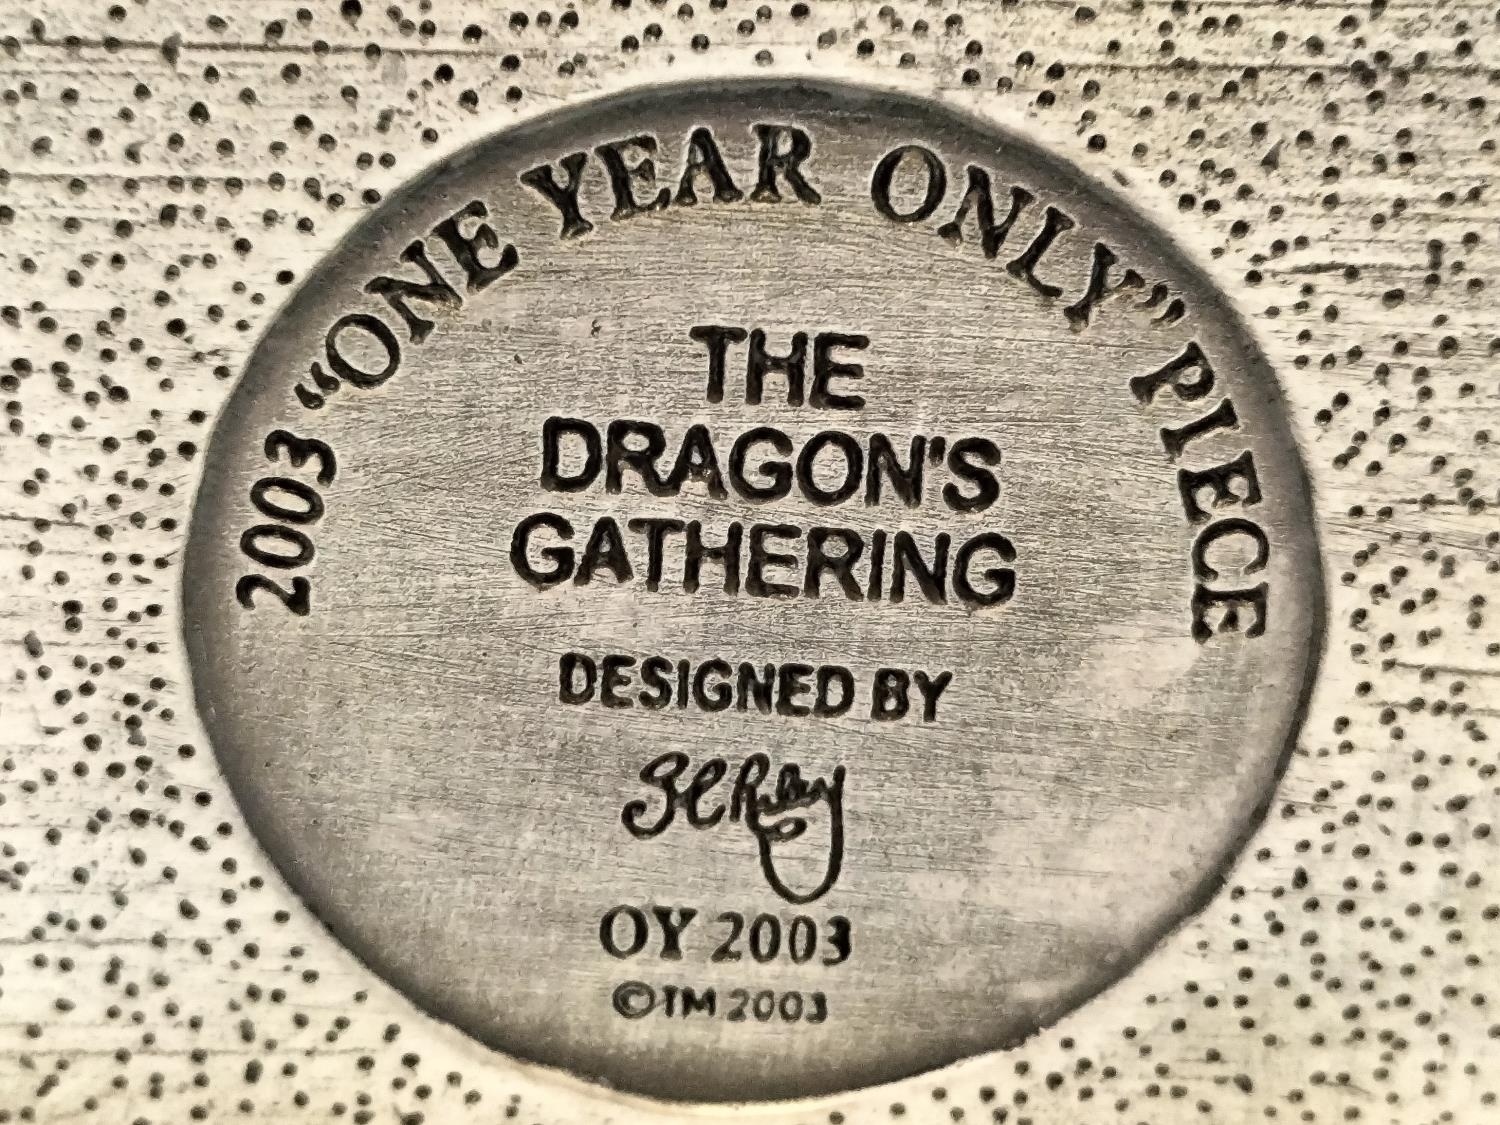 2003 “ONE YEAR ONLY” PIECE
THE
DRAGON'S
GATHERING
DESIGNED BY
OY 2003
©TM 2003